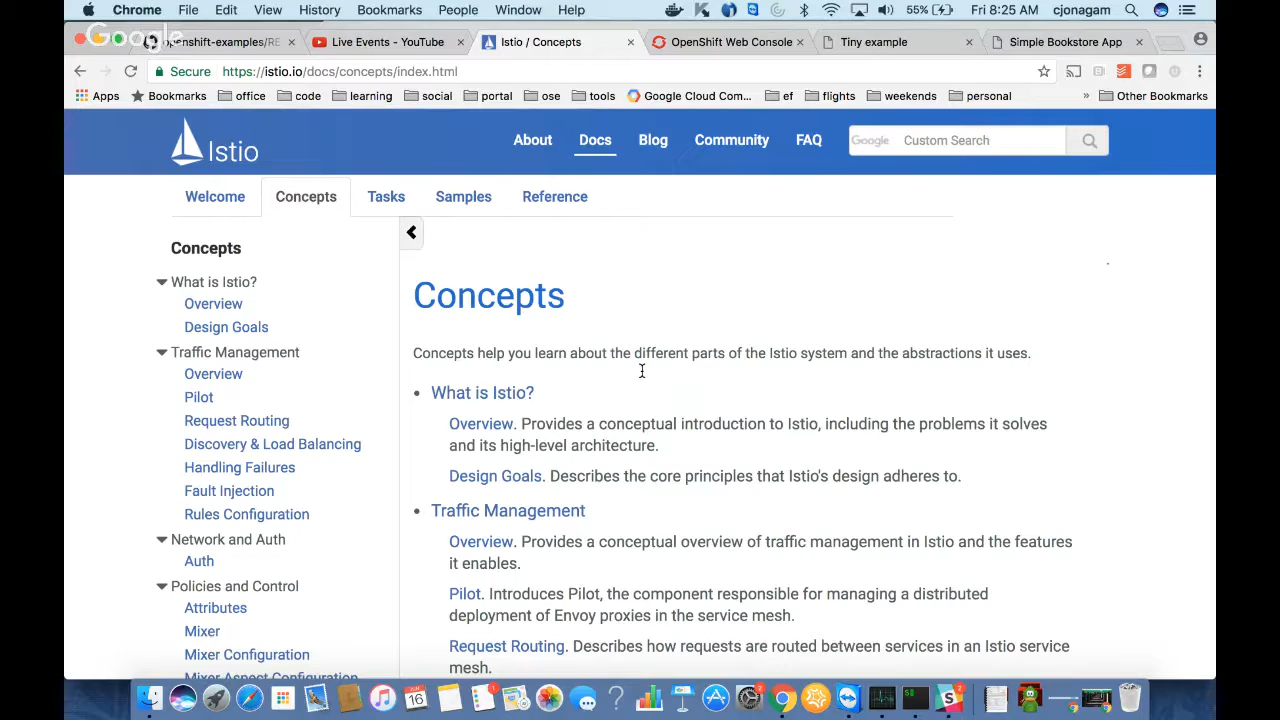 Chrome File Edit View History Bookmarks People Window Help 55% Fri 8:25 AM cjonagam
Google
openshift-examples/RE Live Events - YouTube Istio / Concepts OpenShift Web Console Tiny example Simple Bookstore App
Secure https://istio.io/docs/concepts/index.html
Apps Bookmarks office code learning social portal ose tools Google Cloud Com... ef flights weekends personal » Other Bookmarks
Istio About Docs Blog Community FAQ Google Custom Search
Welcome Concepts Tasks Samples Reference
Concepts
What is Istio?
Overview
Design Goals
Traffic Management
Overview
Pilot
Request Routing
Discovery & Load Balancing
Handling Failures
Fault Injection
Rules Configuration
Network and Auth
Auth
Policies and Control
Attributes
Mixer
Mixer Configuration
Mixer Aspect Configuration
Concepts
Concepts help you learn about the different parts of the Istio system and the abstractions it uses.
• What is Istio?
Overview. Provides a conceptual introduction to Istio, including the problems it solves
and its high-level architecture.
Design Goals. Describes the core principles that Istio's design adheres to.
• Traffic Management
Overview. Provides a conceptual overview of traffic management in Istio and the features
it enables.
Pilot. Introduces Pilot, the component responsible for managing a distributed
deployment of Envoy proxies in the service mesh.
Request Routing. Describes how requests are routed between services in an Istio service
mesh.
16